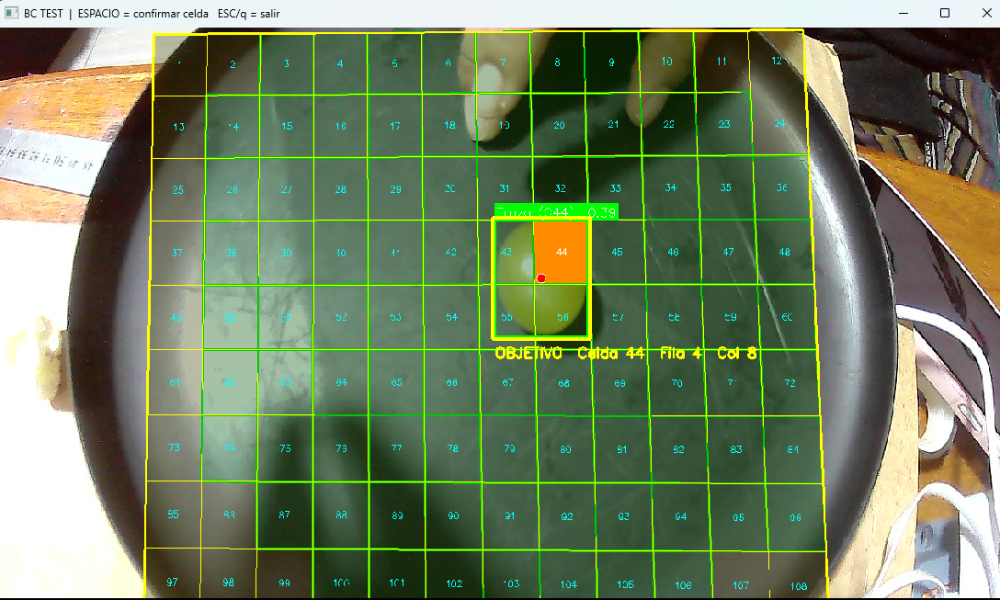 BC TEST | ESPACIO = confirmar celda ESC/q = salir
1 2 3 4 5 6 7 8 9 10 11 12
13 14 15 16 17 18 19 20 21 22 23 24
25 26 27 28 29 30 31 32 33 34 35 36
37 38 39 40 41 42 43 44 45 46 47 48
49 50 51 52 53 54 55 56 57 58 59 60
OBJETIVO Celda 44 Fila 4 Col 8
61 64 65 66 67 68 69 70 71 72
73 74 75 76 77 78 79 80 81 82 83 84
85 86 87 88 89 90 91 92 93 94 95 96
97 98 99 100 101 102 103 104 105 106 107 108